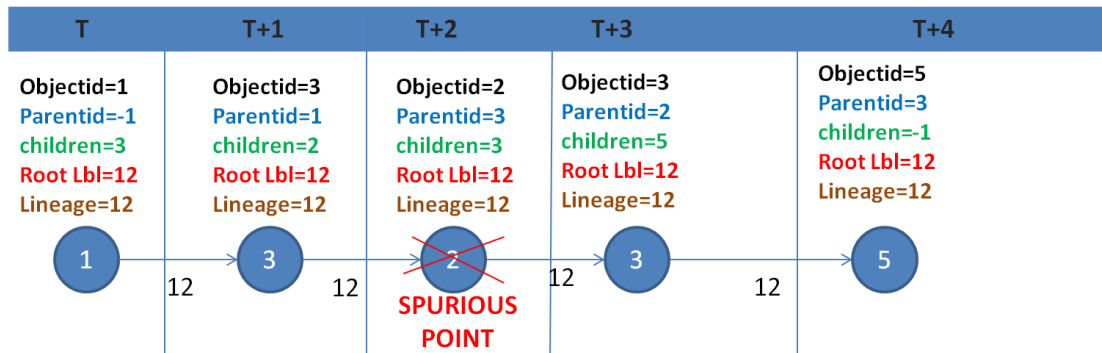 T T+1 T+2 T+3 T+4
Objectid=1
Parentid=-1
children=3
Root Lbl=12
Lineage=12
Objectid=3
Parentid=1
children=2
Root Lbl=12
Lineage=12
Objectid=2
Parentid=3
children=3
Root Lbl=12
Lineage=12
Objectid=3
Parentid=2
children=5
Root Lbl=12
Lineage=12
Objectid=5
Parentid=3
children=-1
Root Lbl=12
Lineage=12
1 3 2 3 5
12 12 12 12
SPURIOUS
POINT